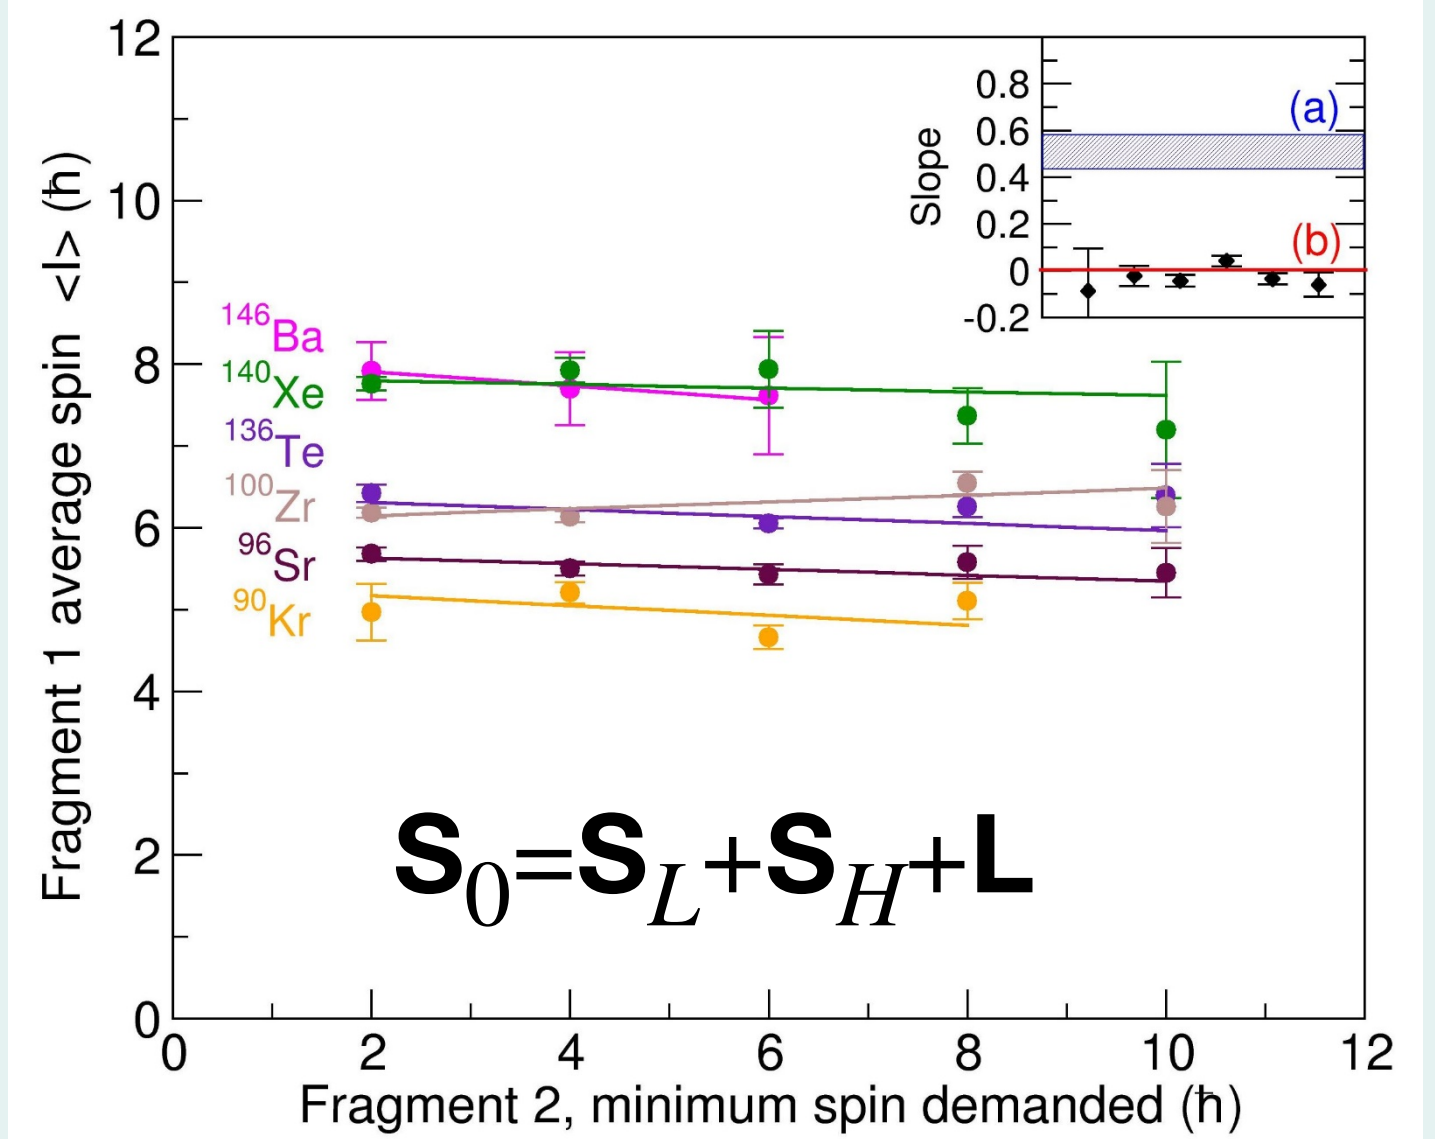 12
10
8
6
4
2
0
Fragment 1 average spin <I> (ħ)
0.8
0.6
0.4
0.2
0
-0.2
Slope
(a)
(b)
146Ba
140Xe
136Te
100Zr
96Sr
90Kr
S0=SL+SH+L
0 2 4 6 8 10 12
Fragment 2, minimum spin demanded (ħ)